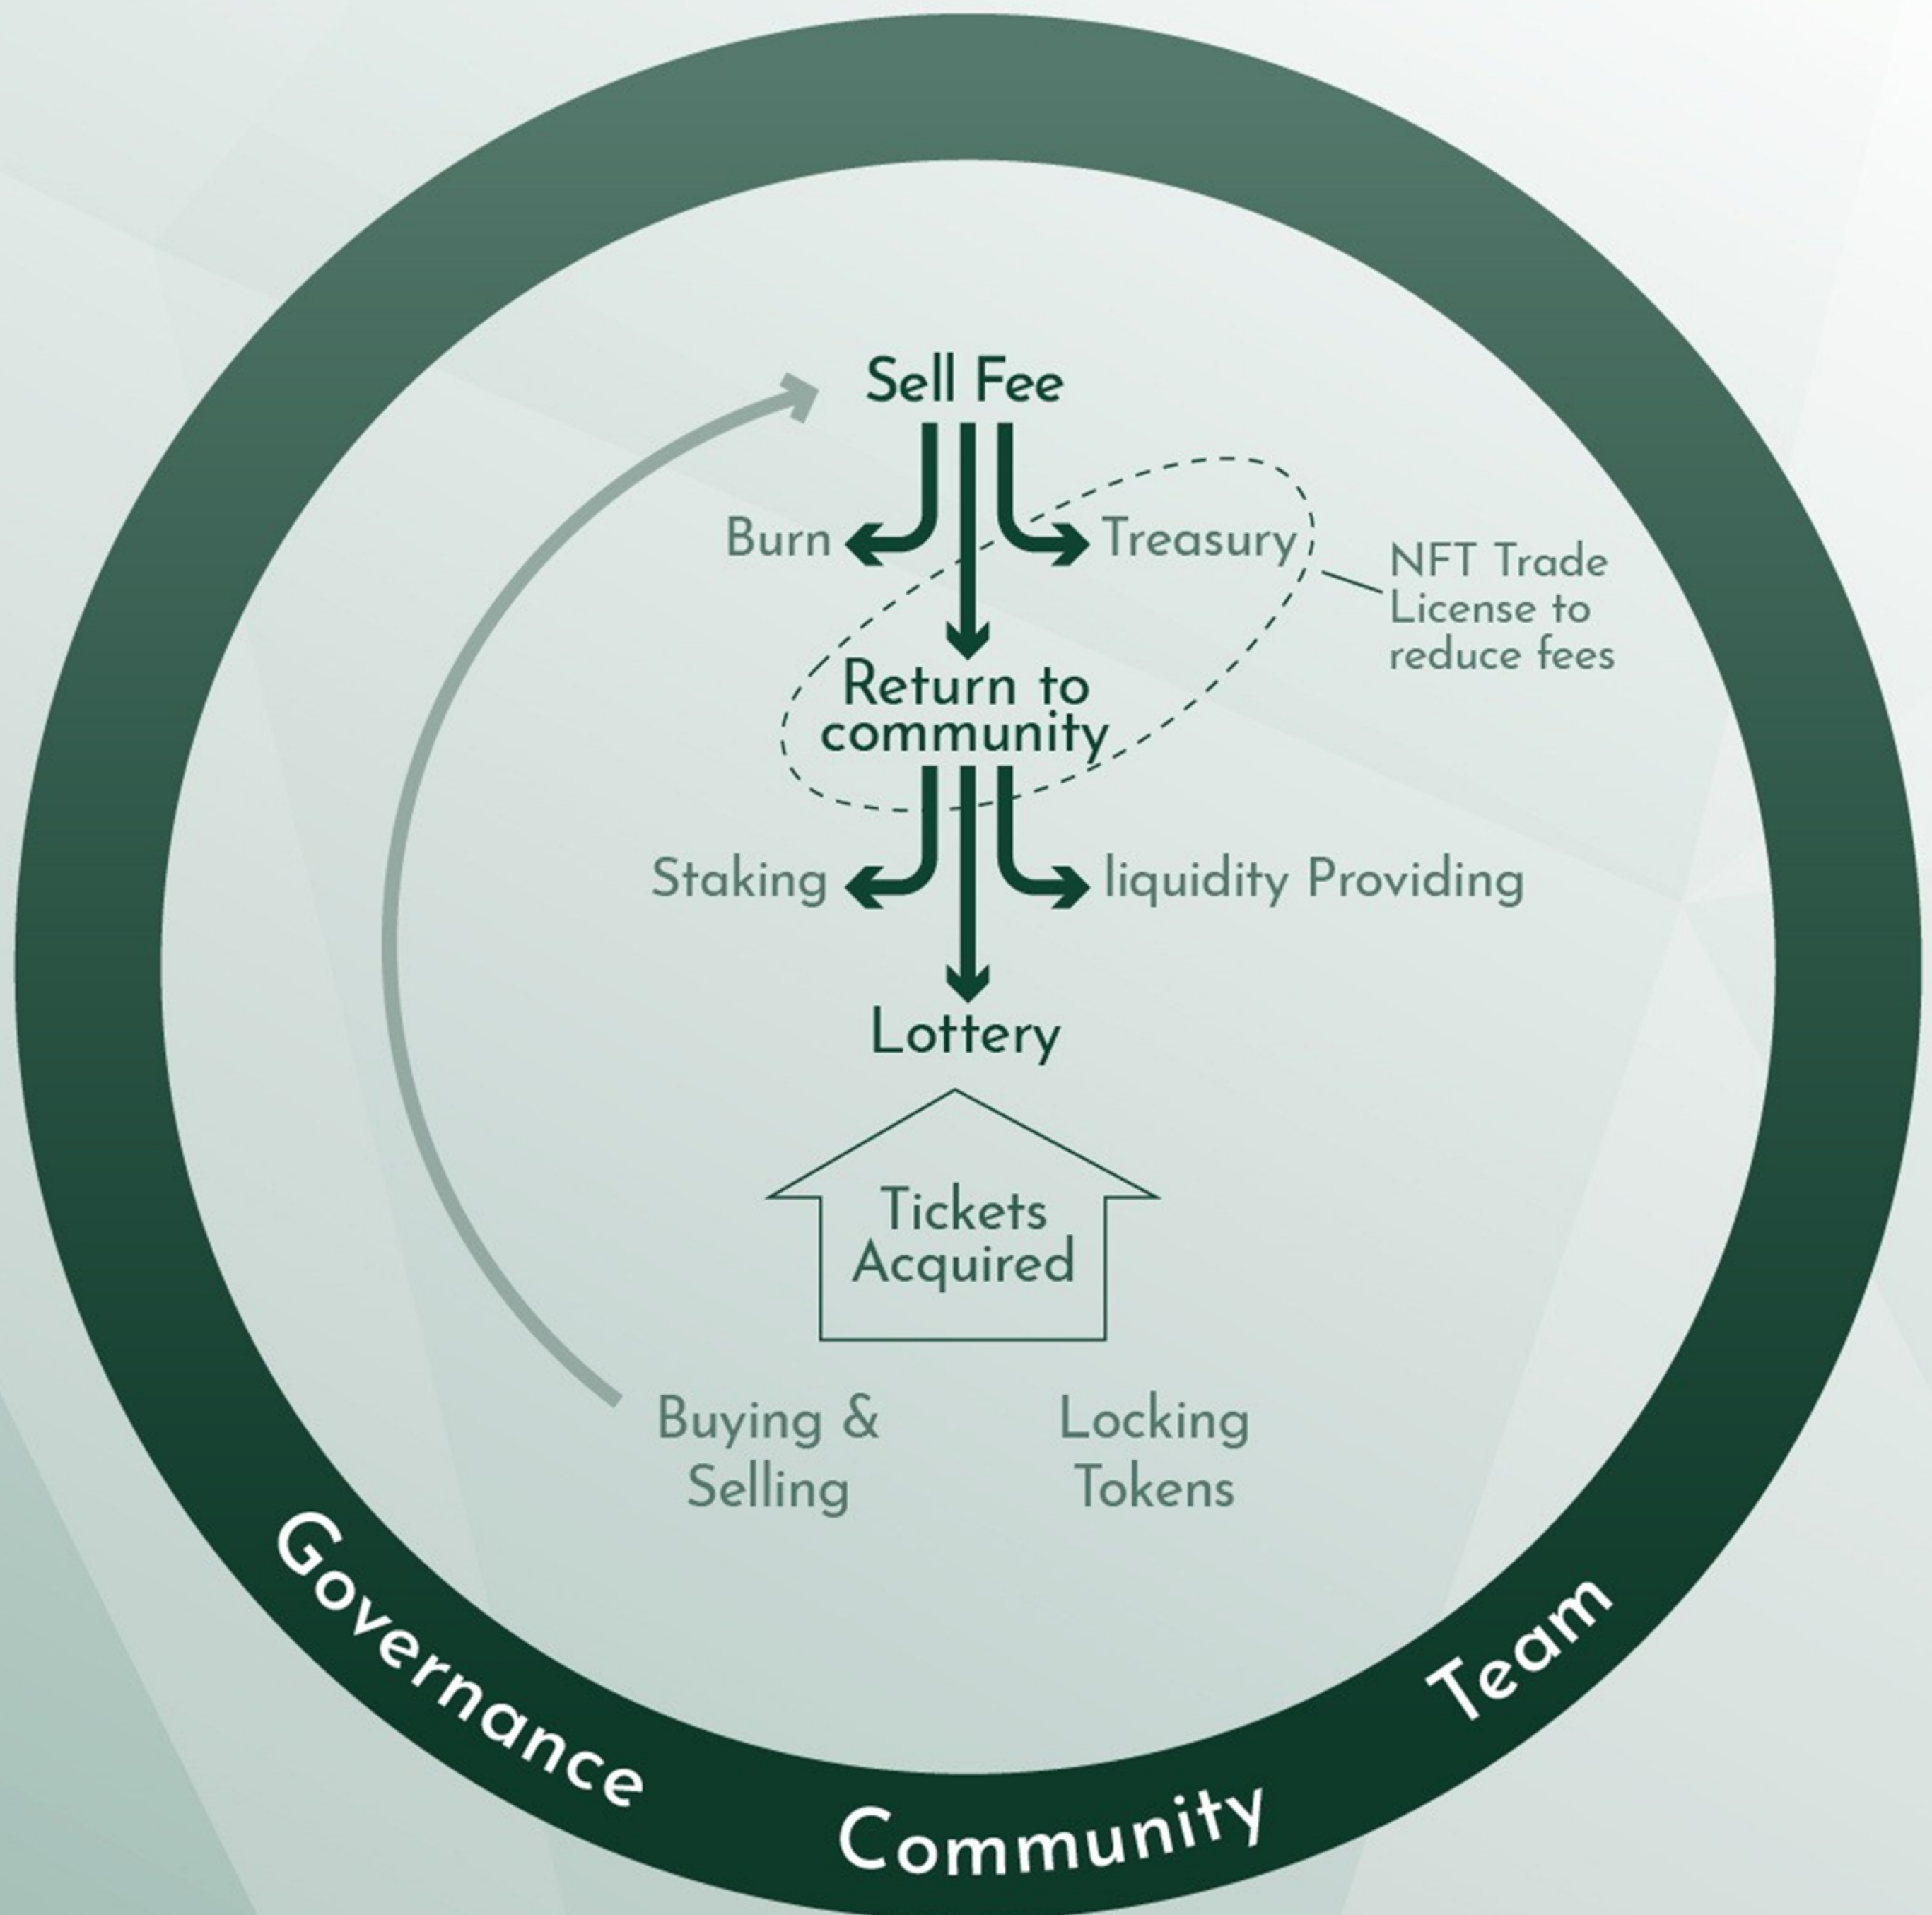 Sell Fee
Burn
Treasury
NFT Trade
License to
reduce fees
Return to
community
Staking
liquidity Providing
Lottery
Tickets
Acquired
Buying &
Selling
Locking
Tokens
Governance
Community
Team